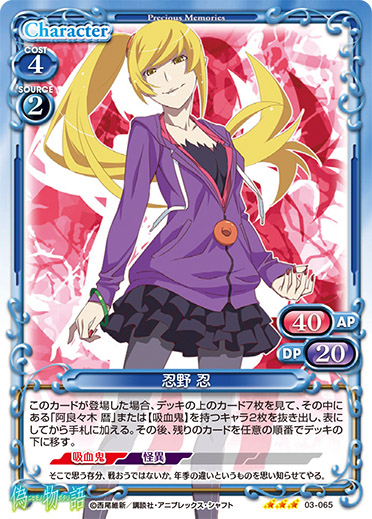 Precious Memories
Character
COST
4
SOURCE
2
40 AP
DP 20
忍野 忍
このカードが登場した場合、デッキの上のカード7枚を見て、その中に
ある「阿良々木 暦」または【吸血鬼】を持つキャラ2枚を抜き出し、表に
してから手札に加える。その後、残りのカードを任意の順番でデッキの
下に移す。
吸血鬼 怪異
そこで思う存分、戦おうではないか、年季の違いというものを思い知らせてやる。
偽物語
©西尾維新／講談社・アニプレックス・シャフト
03-065